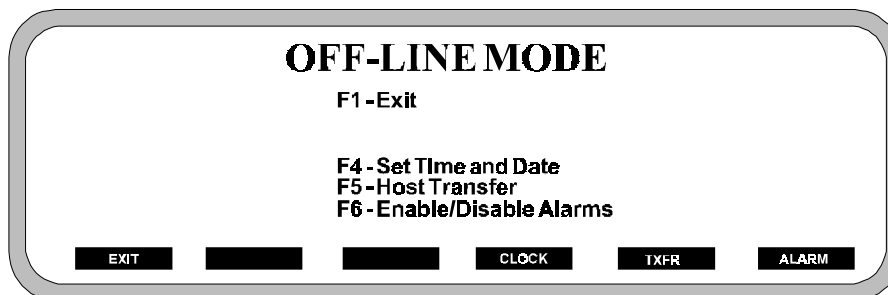 OFF-LINE MODE
F1-Exit
F4-Set TIme and Date
F5-Host Transfer
F6-Enable/Disable Alarms
EXIT CLOCK TXFR ALARM